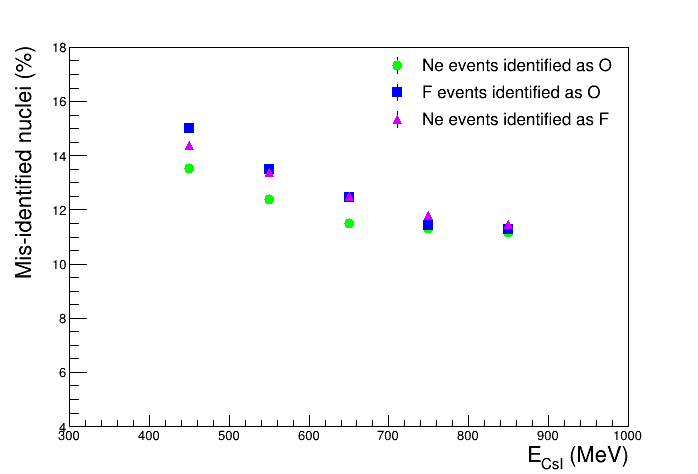 Mis-identified nuclei (%)
18
16
14
12
10
8
6
4
Ne events identified as O
F events identified as O
Ne events identified as F
300 400 500 600 700 800 900 1000
E_CsI (MeV)